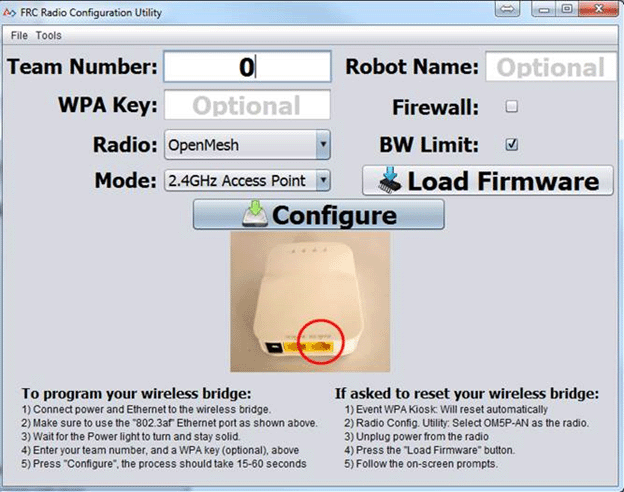 FRC Radio Configuration Utility
File Tools
Team Number: 0 Robot Name: Optional
WPA Key: Optional Firewall:
Radio: OpenMesh BW Limit:
Mode: 2.4GHz Access Point Load Firmware
Configure
To program your wireless bridge:
1) Connect power and Ethernet to the wireless bridge.
2) Make sure to use the "802.3af" Ethernet port as shown above.
3) Wait for the Power light to turn and stay solid.
4) Enter your team number, and a WPA key (optional), above
5) Press "Configure", the process should take 15-60 seconds
If asked to reset your wireless bridge:
1) Event WPA Kiosk: Will reset automatically
2) Radio Config. Utility: Select OM5P-AN as the radio.
3) Unplug power from the radio
4) Press the "Load Firmware" button.
5) Follow the on-screen prompts.